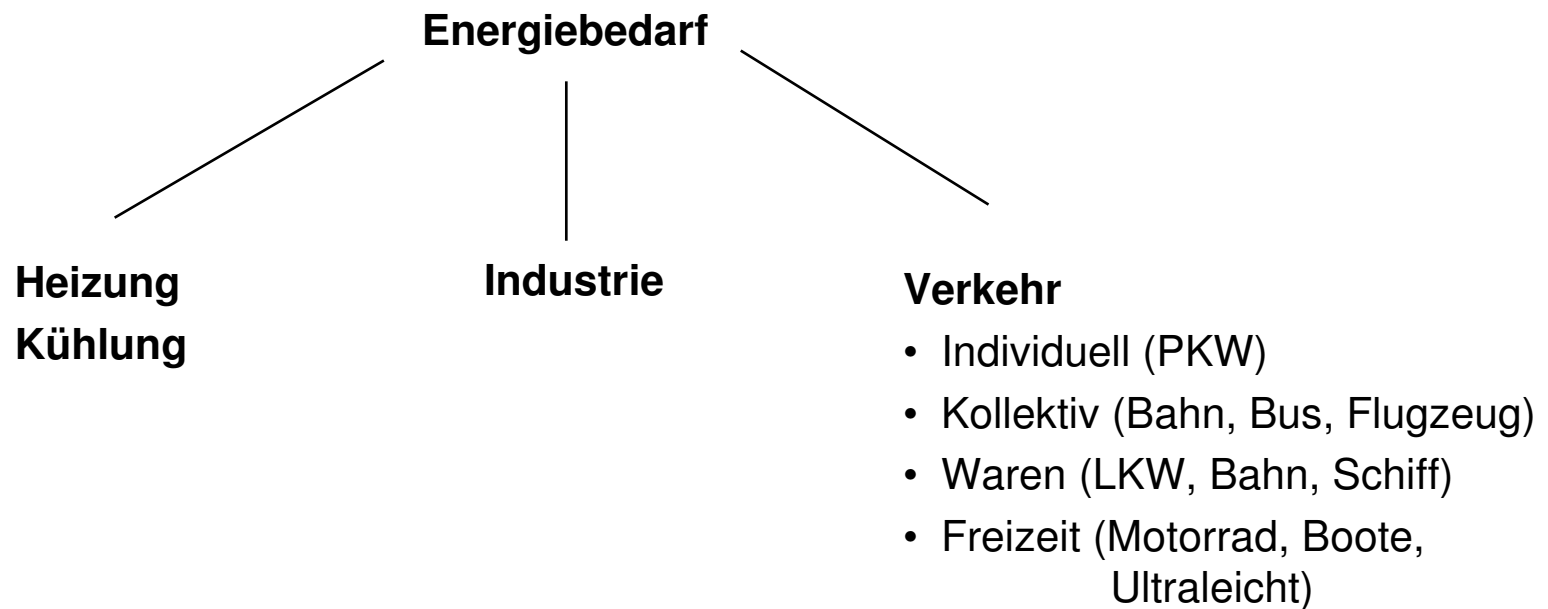 Energiebedarf
Heizung
Kühlung
Industrie
Verkehr
• Individuell (PKW)
• Kollektiv (Bahn, Bus, Flugzeug)
• Waren (LKW, Bahn, Schiff)
• Freizeit (Motorrad, Boote,
Ultraleicht)